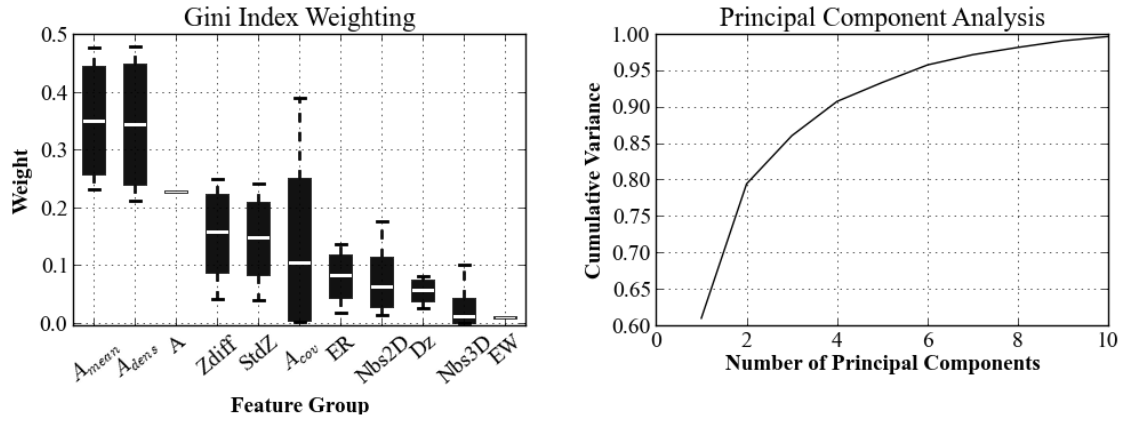 Gini Index Weighting
0.5
0.4
0.3
0.2
0.1
0.0
Weight
A_mean
A_dens
A
Zdiff
StdZ
A_cov
ER
Nbs2D
Dz
Nbs3D
EW
Feature Group
Principal Component Analysis
1.00
0.95
0.90
0.85
0.80
0.75
0.70
0.65
0.60
Cumulative Variance
0
2
4
6
8
10
Number of Principal Components